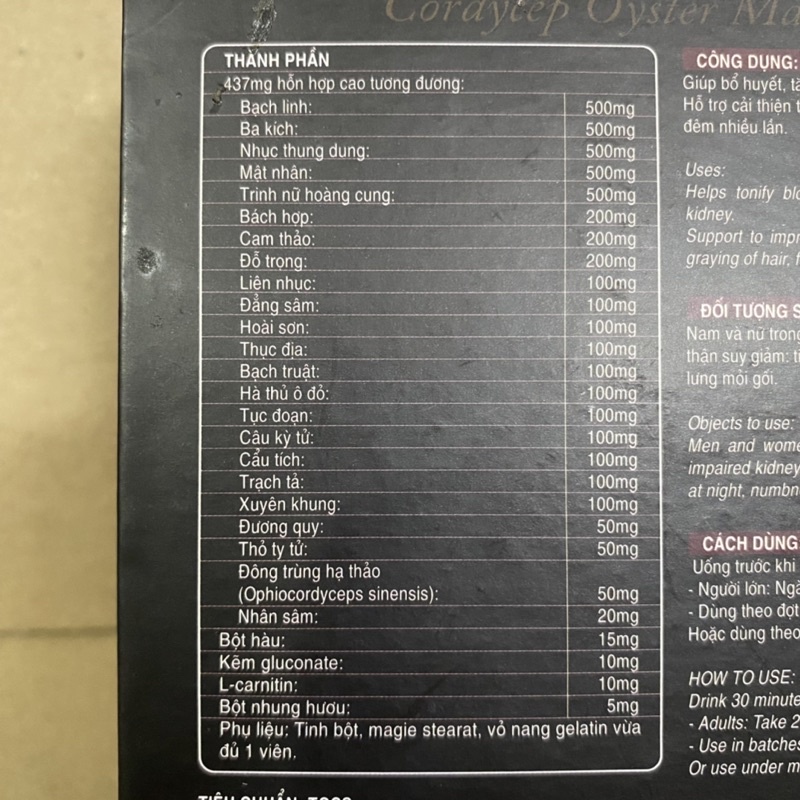 Cordycep Oyster
THÀNH PHẦN
437mg hỗn hợp cao tương đương:
Bạch linh: 500mg
Ba kích: 500mg
Nhục thung dung: 500mg
Mật nhân: 500mg
Trinh nữ hoàng cung: 500mg
Bách hợp: 200mg
Cam thảo: 200mg
Đỗ trọng: 200mg
Liên nhục: 100mg
Đẳng sâm: 100mg
Hoài sơn: 100mg
Thục địa: 100mg
Bạch truật: 100mg
Hà thủ ô đỏ: 100mg
Tục đoạn: 100mg
Câu kỷ tử: 100mg
Cẩu tích: 100mg
Trạch tả: 100mg
Xuyên khung: 100mg
Đương quy: 50mg
Thỏ ty tử: 50mg
Đông trùng hạ thảo
(Ophiocordyceps sinensis): 50mg
Nhân sâm: 20mg
Bột hàu: 15mg
Kẽm gluconate: 10mg
L-carnitin: 10mg
Bột nhung hươu: 5mg
Phụ liệu: Tinh bột, magie stearat, vỏ nang gelatin vừa
đủ 1 viên.
CÔNG DỤNG:
Giúp bổ huyết,
Hỗ trợ cải thiện
đêm nhiều lần.
Uses:
Helps tonify
kidney.
Support to
graying of hair,
ĐỐI TƯỢNG
Nam và nữ
thận suy giảm:
lưng mỏi gối.
Objects to use:
Men and
impaired
at night,
CÁCH DÙNG
Uống trước khi
- Người lớn:
- Dùng theo đợt
Hoặc dùng theo
HOW TO USE:
Drink 30
- Adults: Take
- Use in
Or use under